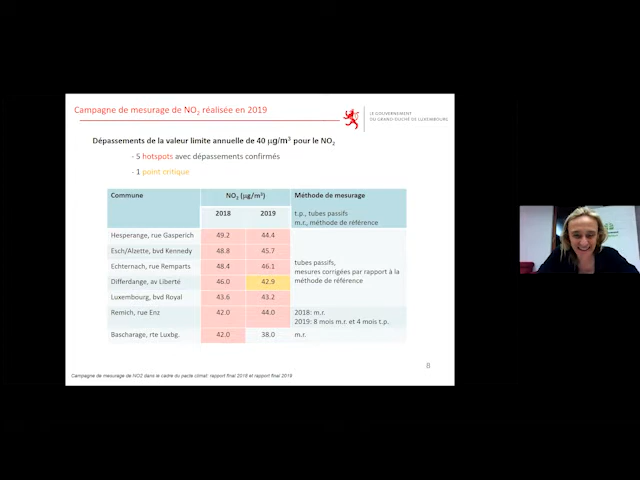 Campagne de mesurage de NO2 réalisée en 2019
LE GOUVERNEMENT
DU GRAND-DUCHÉ DE LUXEMBOURG
Dépassements de la valeur limite annuelle de 40 µg/m³ pour le NO2
- 5 hotspots avec dépassements confirmés
- 1 point critique
Commune NO2 (µg/m³) Méthode de mesurage
2018 2019 t.p., tubes passifs
m.r., méthode de référence
Hesperange, rue Gasperich 49.2 44.4
Esch/Alzette, bvd Kennedy 48.8 45.7
Echternach, rue Remparts 48.4 46.1
Differdange, av Liberté 46.0 42.9
Luxembourg, bvd Royal 43.6 43.2
tubes passifs,
mesures corrigées par rapport à la
méthode de référence
Remich, rue Enz 42.0 44.0 2018: m.r.
2019: 8 mois m.r. et 4 mois t.p.
Bascharage, rte Luxbg. 42.0 38.0 m.r.
8
Campagne de mesurage de NO2 dans le cadre du pacte climat: rapport final 2018 et rapport final 2019